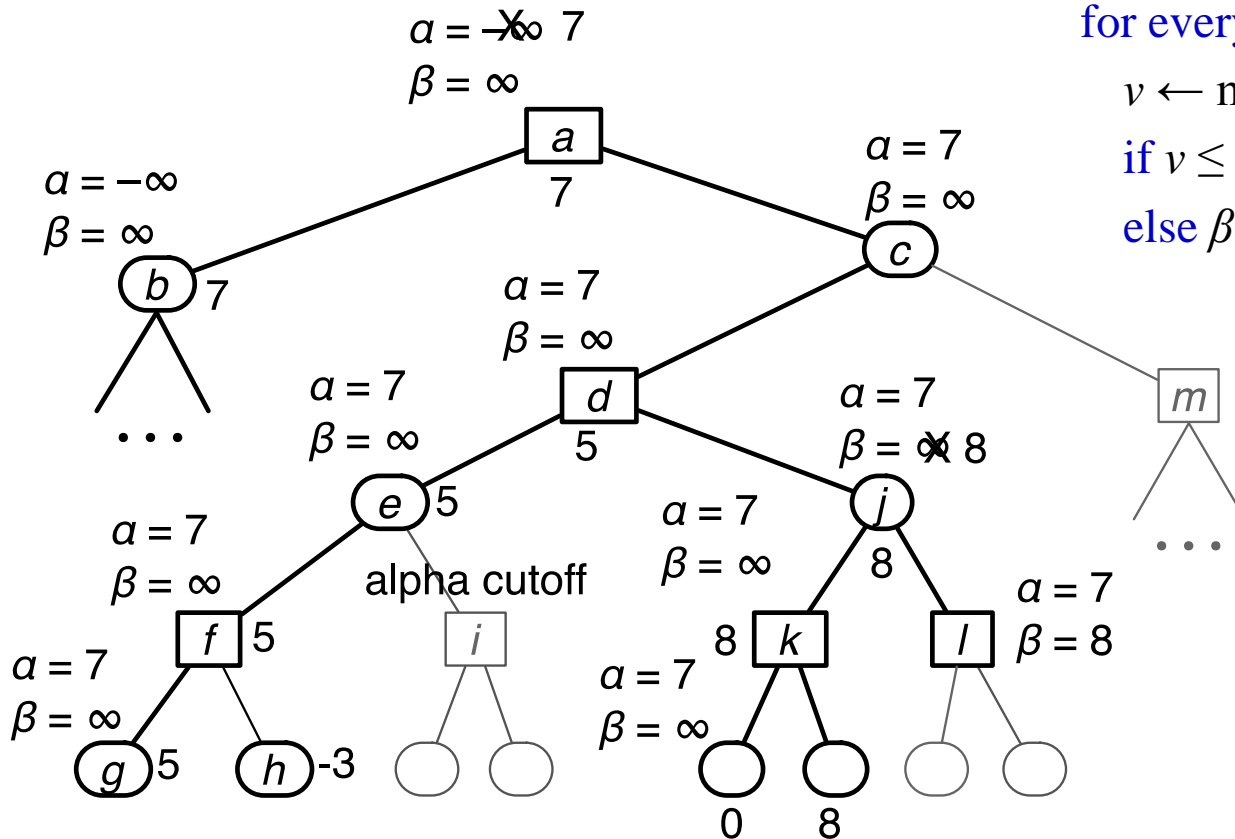 α = –∞ 7
β = ∞
for every
v ←
if v ≤
else β
a
7
α = 7
β = ∞
c
α = –∞
β = ∞
b 7
. . .
α = 7
β = ∞
d
5
m
. . .
α = 7
β = ∞
e 5
α = 7
β = ∞ 8
j
8
alpha cutoff
α = 7
β = ∞
f 5
i
α = 7
β = ∞
8 k
l
α = 7
β = 8
α = 7
β = ∞
g 5
h -3
α = 7
β = ∞
0 8